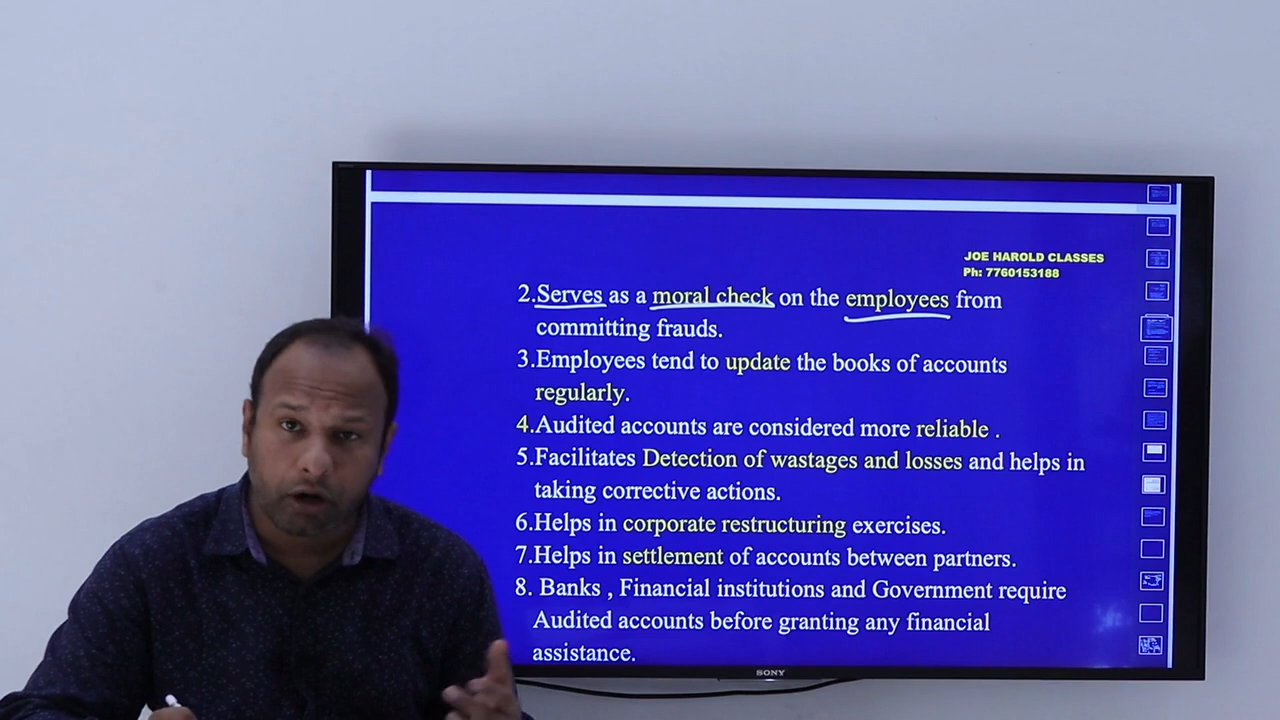 JOE HAROLD CLASSES
Ph: 7760153188
2.Serves as a moral check on the employees from
committing frauds.
3.Employees tend to update the books of accounts
regularly.
4.Audited accounts are considered more reliable .
5.Facilitates Detection of wastages and losses and helps in
taking corrective actions.
6.Helps in corporate restructuring exercises.
7.Helps in settlement of accounts between partners.
8. Banks , Financial institutions and Government require
Audited accounts before granting any financial
assistance.
SONY